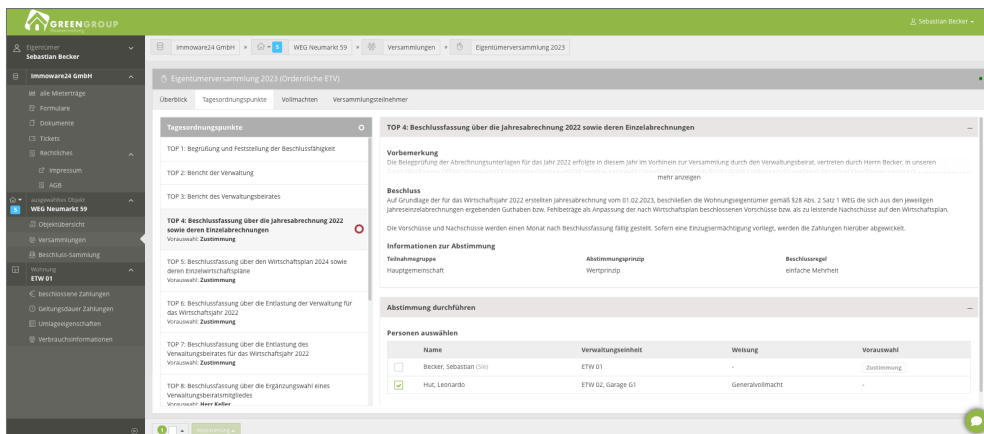 GREENGROUP
Sebastian Becker
Eigentümer
Sebastian Becker
Immoware24 GmbH
alle Mieterträge
Formulare
Dokumente
Tickets
Rechtliches
Impressum
AGB
ausgewähltes Objekt
S
WEG Neumarkt 59
Objektübersicht
Versammlungen
Beschluss-Sammlung
Wohnung
ETW 01
beschlossene Zahlungen
Geltungsdauer Zahlungen
Umlageeigenschaften
Verbrauchsinformationen
Immoware24 GmbH » S WEG Neumarkt 59 » Versammlungen » Eigentümerversammlung 2023
Eigentümerversammlung 2023 (Ordentliche ETV)
Überblick Tagesordnungspunkte Vollmachten Versammlungsteilnehmer
Tagesordnungspunkte
TOP 1: Begrüßung und Feststellung der Beschlussfähigkeit
TOP 2: Bericht der Verwaltung
TOP 3: Bericht des Verwaltungsbeirates
TOP 4: Beschlussfassung über die Jahresabrechnung 2022
sowie deren Einzelabrechnungen
Vorauswahl: Zustimmung
TOP 5: Beschlussfassung über den Wirtschaftsplan 2024 sowie
deren Einzelwirtschaftspläne
Vorauswahl: Zustimmung
TOP 6: Beschlussfassung über die Entlastung der Verwaltung für
das Wirtschaftsjahr 2022
Vorauswahl: Zustimmung
TOP 7: Beschlussfassung über die Entlastung des
Verwaltungsbeirates für das Wirtschaftsjahr 2022
Vorauswahl: Zustimmung
TOP 8: Beschlussfassung über die Ergänzungswahl eines
Verwaltungsbeiratsmitgliedes
Vorauswahl: Herr Keller
TOP 4: Beschlussfassung über die Jahresabrechnung 2022 sowie deren Einzelabrechnungen
Vorbemerkung
Die Belegprüfung der Abrechnungsunterlagen für das Jahr 2022 erfolgte in diesem Jahr im Vorhinein zur Versammlung durch den Verwaltungsbeirat, vertreten durch Herrn Becker, in unseren
mehr anzeigen
Beschluss
Auf Grundlage der für das Wirtschaftsjahr 2022 erstellten Jahresabrechnung vom 01.02.2023, beschließen die Wohnungseigentümer gemäß §28 Abs. 2 Satz 1 WEG die sich aus den jeweiligen
Jahreseinzelabrechnungen ergebenden Guthaben bzw. Fehlbeträge als Anpassung der nach Wirtschaftsplan beschlossenen Vorschüsse bzw. als zu leistende Nachschüsse auf den Wirtschaftsplan.
Die Vorschüsse und Nachschüsse werden einen Monat nach Beschlussfassung fällig gestellt. Sofern eine Einzugsermächtigung vorliegt, werden die Zahlungen hierüber abgewickelt.
Informationen zur Abstimmung
Teilnahmegruppe Abstimmungsprinzip Beschlussregel
Hauptgemeinschaft Wertprinzip einfache Mehrheit
Abstimmung durchführen
Personen auswählen
Name Verwaltungseinheit Weisung Vorauswahl
Becker, Sebastian (Sie) ETW 01 - Zustimmung
Hut, Leonardo ETW 02, Garage G1 Generalvollmacht -
1